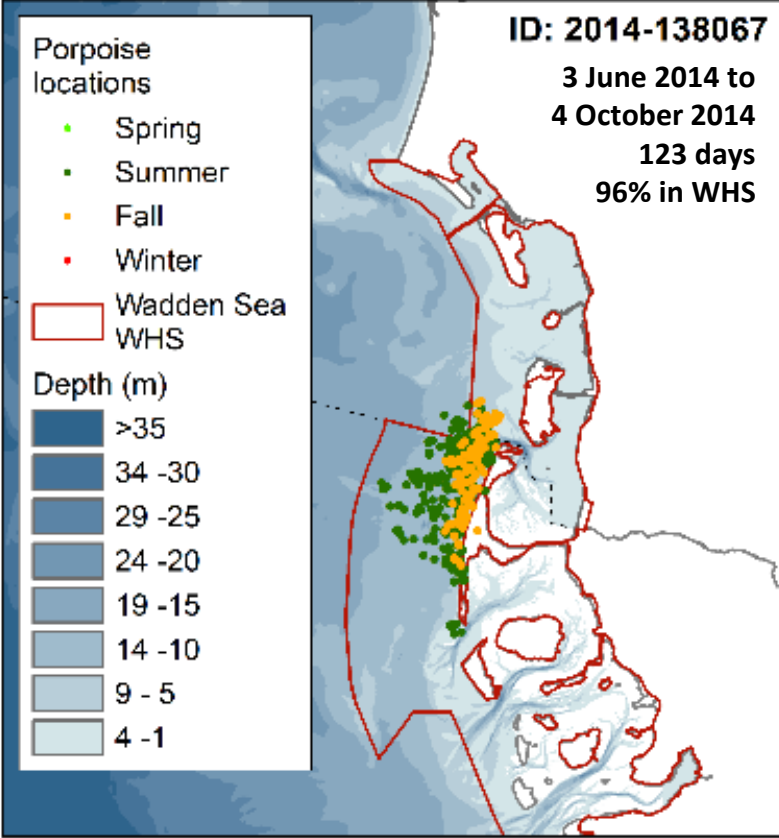 Porpoise
locations
Spring
Summer
Fall
Winter
Wadden Sea
WHS
Depth (m)
>35
34 -30
29 -25
24 -20
19 -15
14 -10
9 - 5
4 -1
ID: 2014-138067
3 June 2014 to
4 October 2014
123 days
96% in WHS